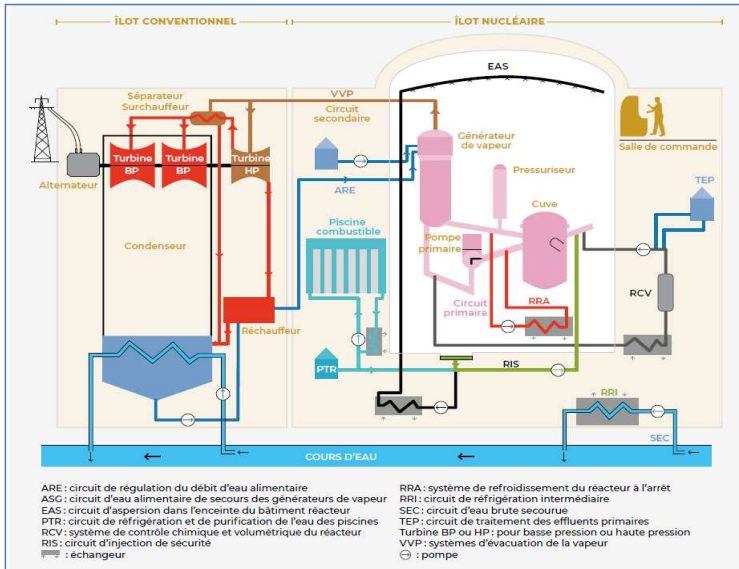 ÎLOT CONVENTIONNEL
ÎLOT NUCLÉAIRE
EAS
Séparateur
Surchauffeur
VVP
Circuit
secondaire
Générateur
de vapeur
Salle de commande
Turbine
BP
Turbine
BP
Turbine
HP
Alternateur
ARE
Pressuriseur
TEP
Piscine
combustible
Cuve
Condenseur
Pompe
primaire
RCV
Circuit
primaire
RRA
Réchauffeur
PTR
RIS
RRI
SEC
COURS D'EAU
ARE : circuit de régulation du débit d'eau alimentaire
ASG : circuit d'eau alimentaire de secours des générateurs de vapeur
EAS : circuit d'aspersion dans l'enceinte du bâtiment réacteur
PTR : circuit de réfrigération et de purification de l'eau des piscines
RCV : système de contrôle chimique et volumétrique du réacteur
RIS : circuit d'injection de sécurité
: échangeur
RRA : système de refroidissement du réacteur à l'arrêt
RRI : circuit de réfrigération intermédiaire
SEC : circuit d'eau brute secourue
TEP : circuit de traitement des effluents primaires
Turbine BP ou HP : pour basse pression ou haute pression
VVP : systèmes d'évacuation de la vapeur
: pompe